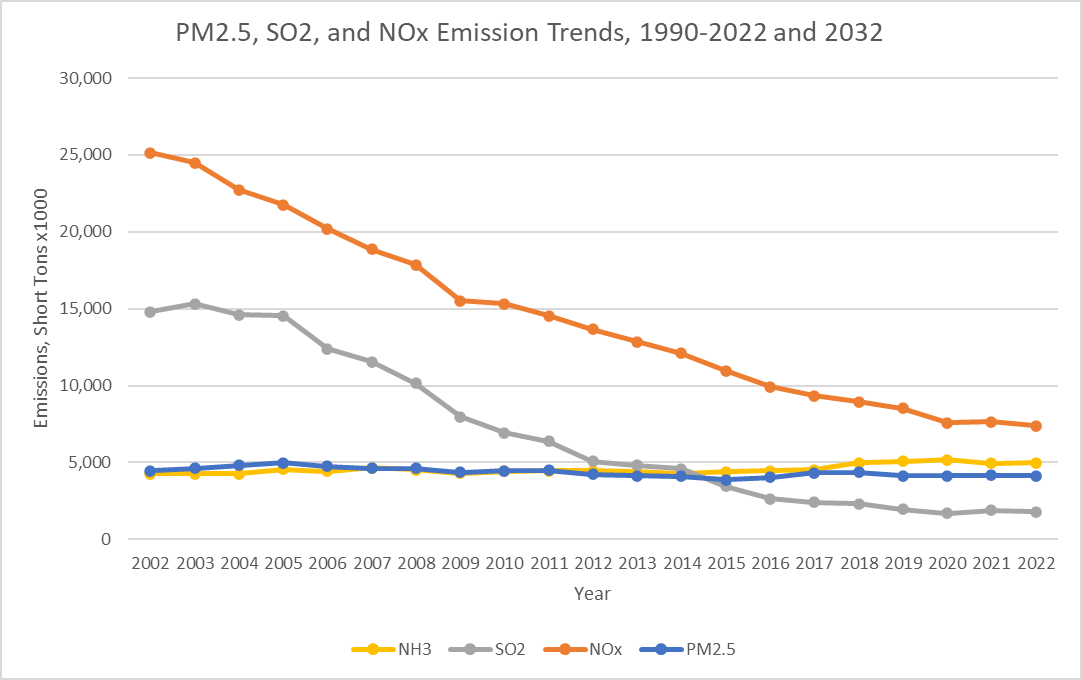 PM2.5, SO2, and NOx Emission Trends, 1990-2022 and 2032
Emissions, Short Tons x1000
30,000
25,000
20,000
15,000
10,000
5,000
0
2002 2003 2004 2005 2006 2007 2008 2009 2010 2011 2012 2013 2014 2015 2016 2017 2018 2019 2020 2021 2022
Year
NH3 SO2 NOx PM2.5